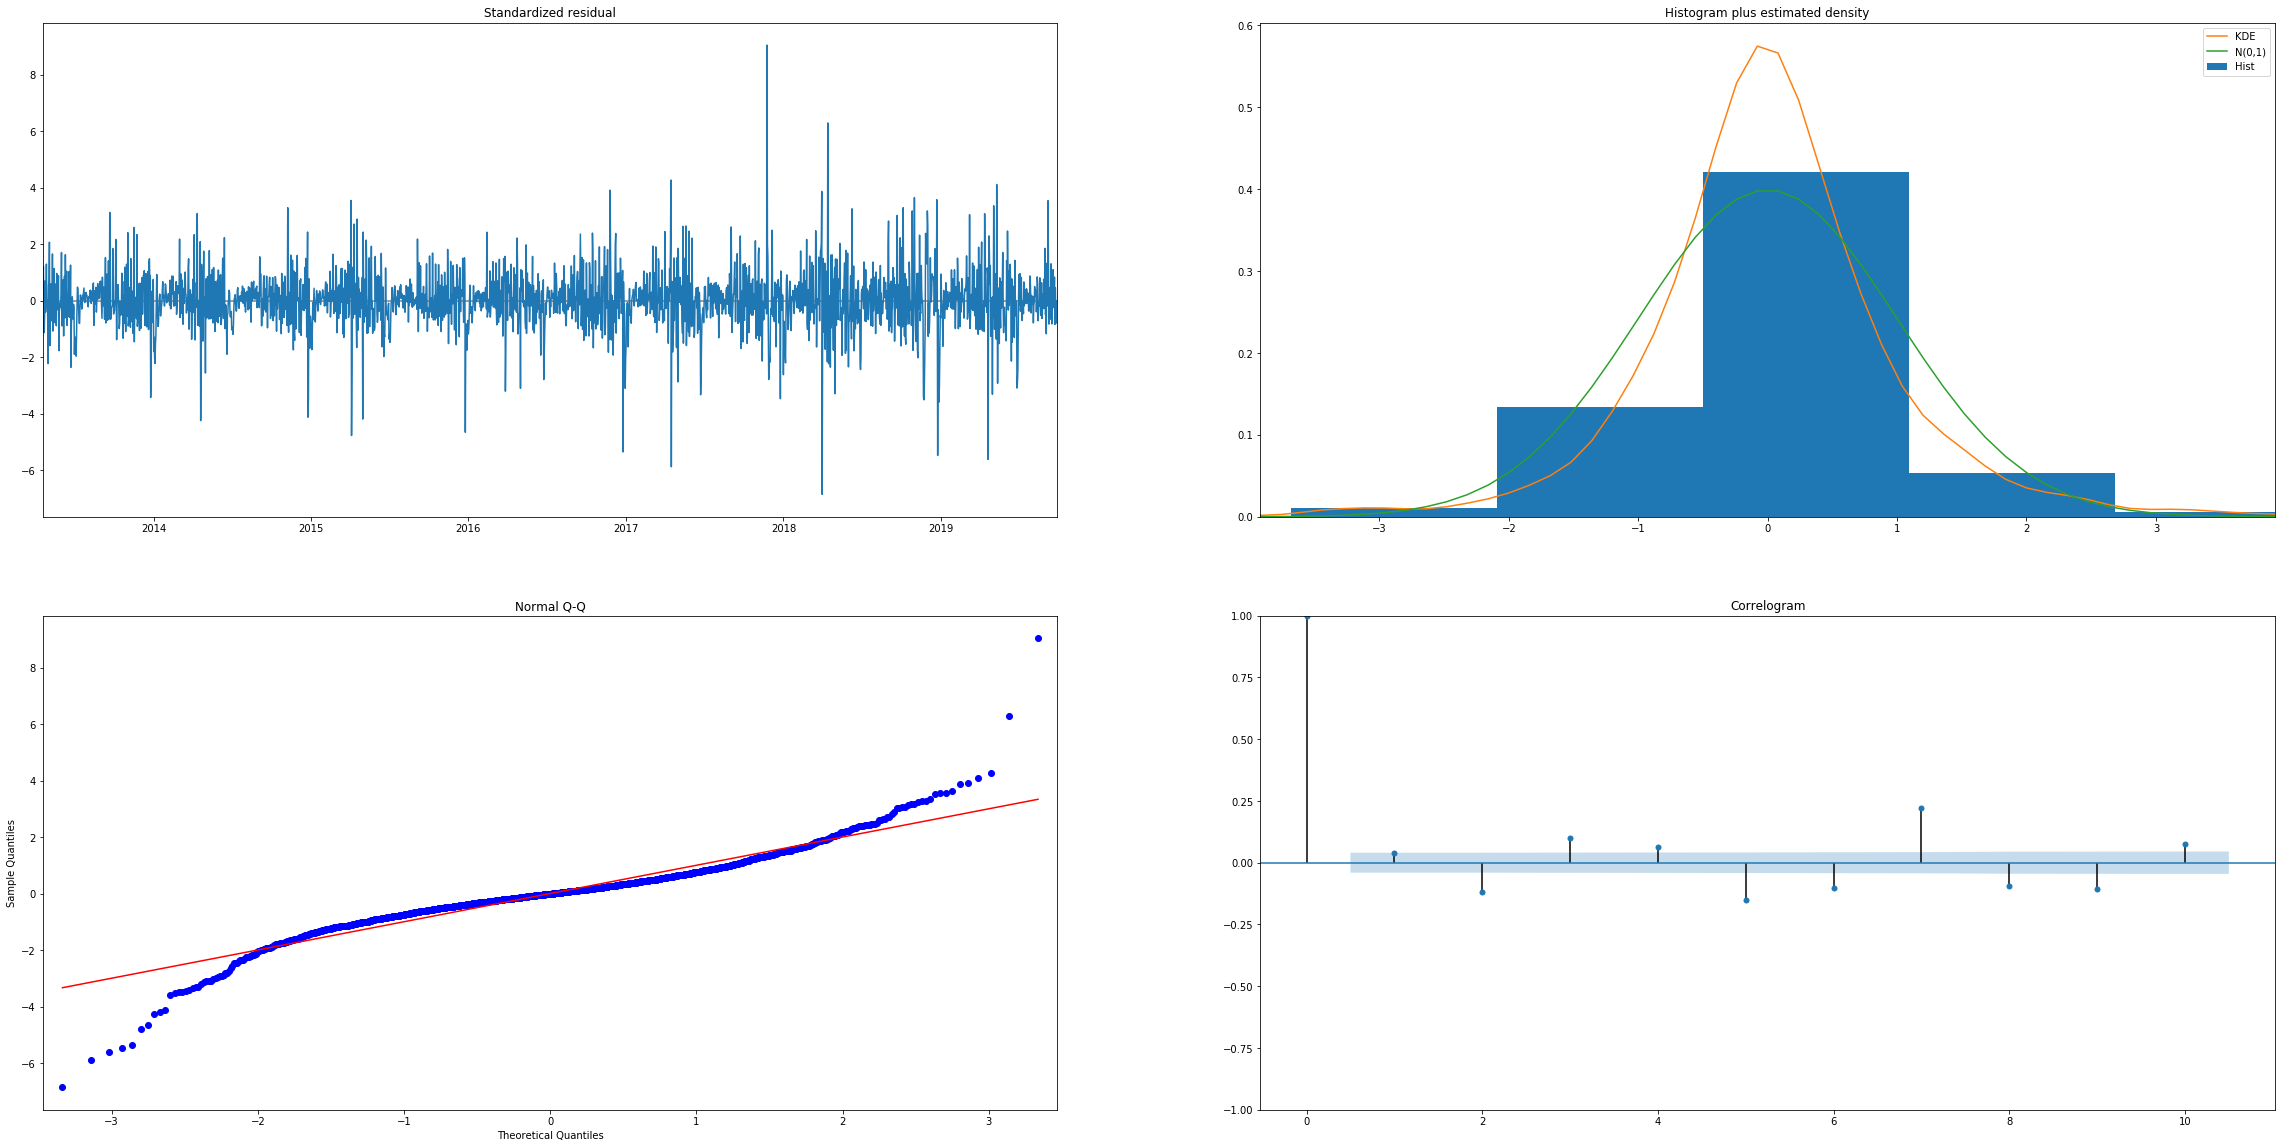 Standardized residual
8
6
4
2
0
−2
−4
−6
2014 2015 2016 2017 2018 2019
Histogram plus estimated density
0.6
0.5
0.4
0.3
0.2
0.1
0.0
−3 −2 −1 0 1 2 3
KDE
N(0,1)
Hist
Normal Q-Q
Sample Quantiles
8
6
4
2
0
−2
−4
−6
−3 −2 −1 0 1 2 3
Theoretical Quantiles
Correlogram
1.00
0.75
0.50
0.25
0.00
−0.25
−0.50
−0.75
−1.00
0 2 4 6 8 10